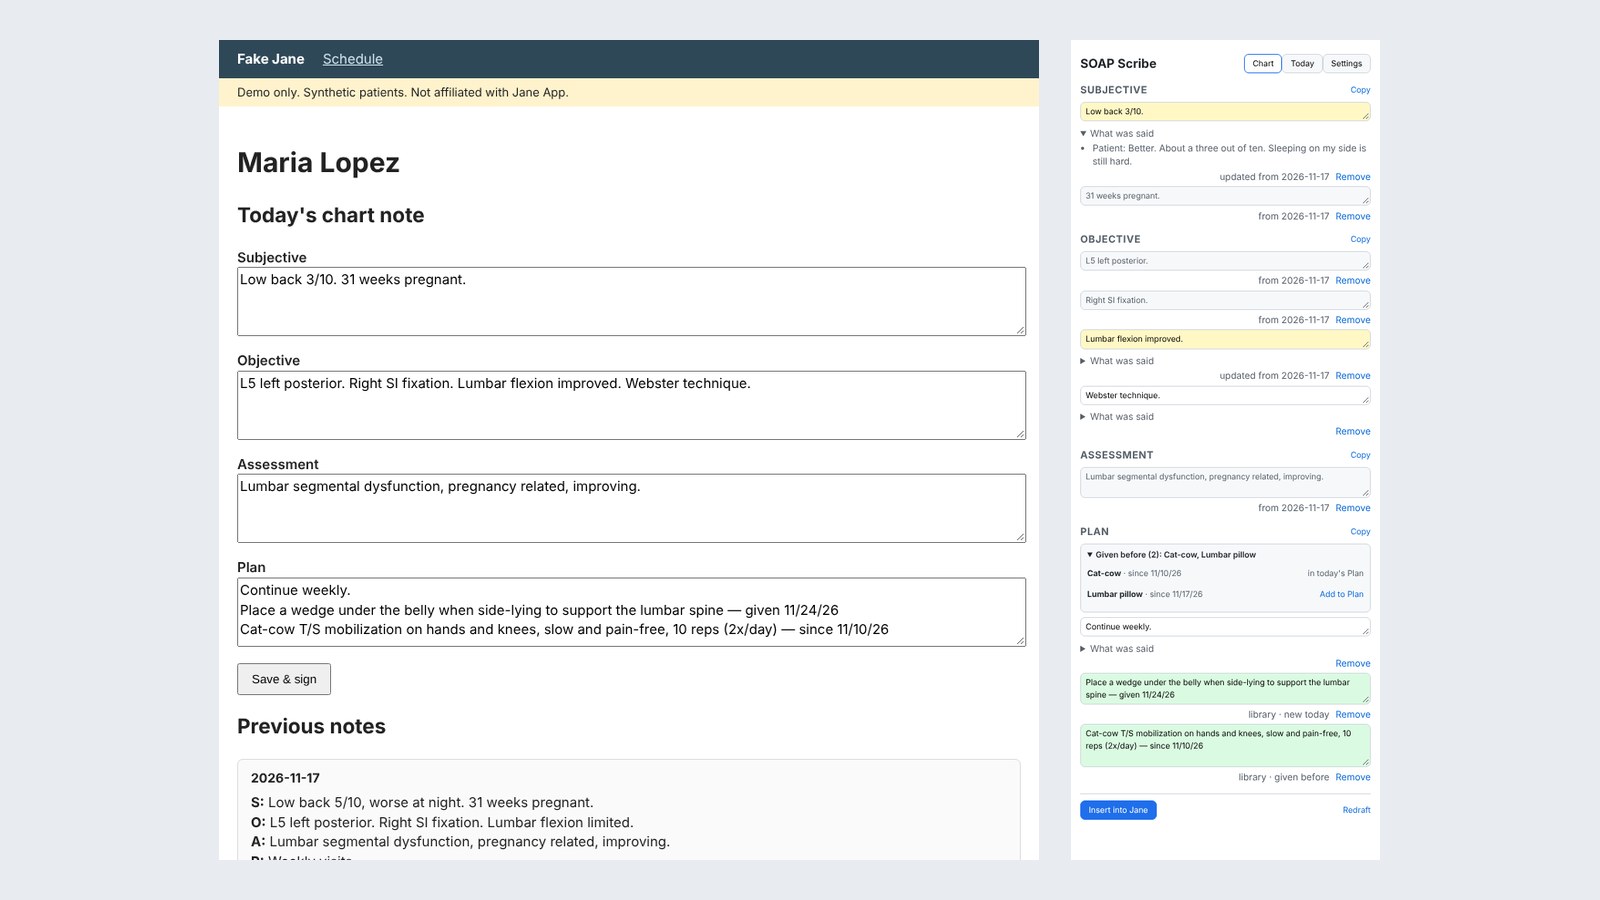 Fake Jane Schedule
Demo only. Synthetic patients. Not affiliated with Jane App.
Maria Lopez
Today's chart note
Subjective
Low back 3/10. 31 weeks pregnant.
Objective
L5 left posterior. Right SI fixation. Lumbar flexion improved. Webster technique.
Assessment
Lumbar segmental dysfunction, pregnancy related, improving.
Plan
Continue weekly.
Place a wedge under the belly when side-lying to support the lumbar spine — given 11/24/26
Cat-cow T/S mobilization on hands and knees, slow and pain-free, 10 reps (2x/day) — since 11/10/26
Save & sign
Previous notes
2026-11-17
S: Low back 5/10, worse at night. 31 weeks pregnant.
O: L5 left posterior. Right SI fixation. Lumbar flexion limited.
A: Lumbar segmental dysfunction, pregnancy related, improving.
P: Weekly visits
SOAP Scribe Chart Today Settings
SUBJECTIVE Copy
Low back 3/10.
▼ What was said
• Patient: Better. About a three out of ten. Sleeping on my side is
still hard.
updated from 2026-11-17 Remove
31 weeks pregnant.
from 2026-11-17 Remove
OBJECTIVE Copy
L5 left posterior.
from 2026-11-17 Remove
Right SI fixation.
from 2026-11-17 Remove
Lumbar flexion improved.
▶ What was said
updated from 2026-11-17 Remove
Webster technique.
▶ What was said
Remove
ASSESSMENT Copy
Lumbar segmental dysfunction, pregnancy related, improving.
from 2026-11-17 Remove
PLAN Copy
▼ Given before (2): Cat-cow, Lumbar pillow
Cat-cow · since 11/10/26 in today's Plan
Lumbar pillow · since 11/17/26 Add to Plan
Continue weekly.
▶ What was said
Remove
Place a wedge under the belly when side-lying to support the lumbar
spine — given 11/24/26
library · new today Remove
Cat-cow T/S mobilization on hands and knees, slow and pain-free, 10
reps (2x/day) — since 11/10/26
library · given before Remove
Insert into Jane Redraft